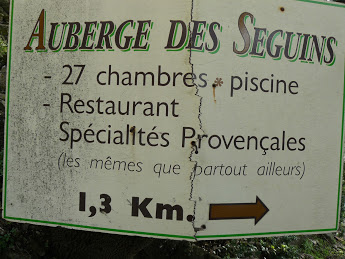 AUBERGE DES SEGUINS
- 27 chambres - piscine
- Restaurant
Spécialités Provençales
(les mêmes que partout ailleurs)
1,3 Km.